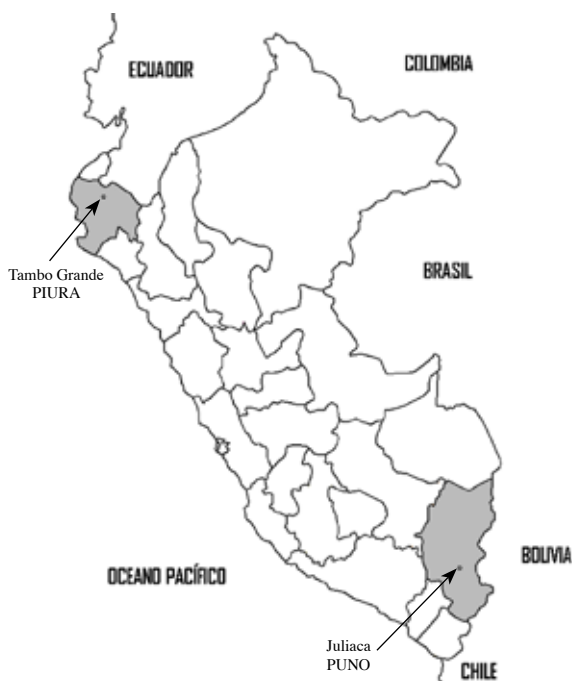 ECUADOR
COLOMBIA
Tambo Grande
PIURA
BRASIL
OCEANO PACÍFICO
BOLIVIA
Juliaca
PUNO
CHILE